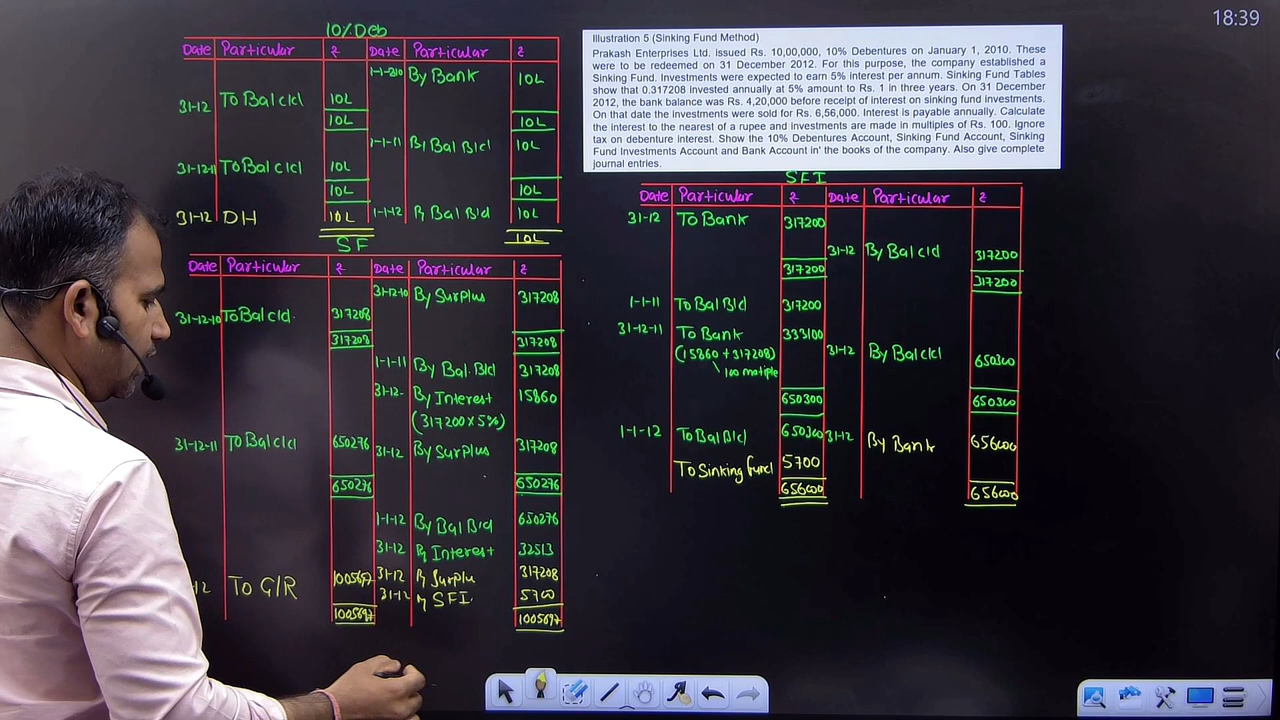 18:39
10% Deb
Date Particular ₹ Date Particular ₹
1-1-210 By Bank 10L
31-12 To Bal c/d 10L
10L 10L
1-1-11 By Bal B/d 10L
31-12-11 To Bal c/d 10L
10L 10L
31-12 DH 10L 1-1-12 By Bal B/d 10L
10L
SF
Date Particular ₹ Date Particular ₹
31-12-10 By Surplus 317208
31-12-10 To Bal c/d. 317208
317208 317208
1-1-11 By Bal. B/d 317208
31-12- By Interest 15860
(317200 x 5%)
31-12-11 To Bal c/d 650276 31-12 By Surplus 317208
650276 650276
1-1-12 By Bal B/d 650276
31-12 By Interest 32513
12 To G/R 1005697 31-12 By Surplu 317208
31-12 By SFI. 5700
1005697 1005697
Illustration 5 (Sinking Fund Method)
Prakash Enterprises Ltd. issued Rs. 10,00,000, 10% Debentures on January 1, 2010. These
were to be redeemed on 31 December 2012. For this purpose, the company established a
Sinking Fund. Investments were expected to earn 5% interest per annum. Sinking Fund Tables
show that 0.317208 invested annually at 5% amount to Rs. 1 in three years. On 31 December
2012, the bank balance was Rs. 4,20,000 before receipt of interest on sinking fund investments.
On that date the investments were sold for Rs. 6,56,000. Interest is payable annually. Calculate
the interest to the nearest of a rupee and investments are made in multiples of Rs. 100. Ignore
tax on debenture interest. Show the 10% Debentures Account, Sinking Fund Account, Sinking
Fund Investments Account and Bank Account in' the books of the company. Also give complete
journal entries.
SFI
Date Particular ₹ Date Particular ₹
31-12 To Bank 317200
31-12 By Bal c/d 317200
317200 317200
1-1-11 To Bal B/d 317200
31-12-11 To Bank 333100
(15860 + 317208) 31-12 By Bal c/d 650300
100 motiple
650300 650300
1-1-12 To Bal B/d 650300 31-12 By Bank 656000
To Sinking fund 5700
656000 656000